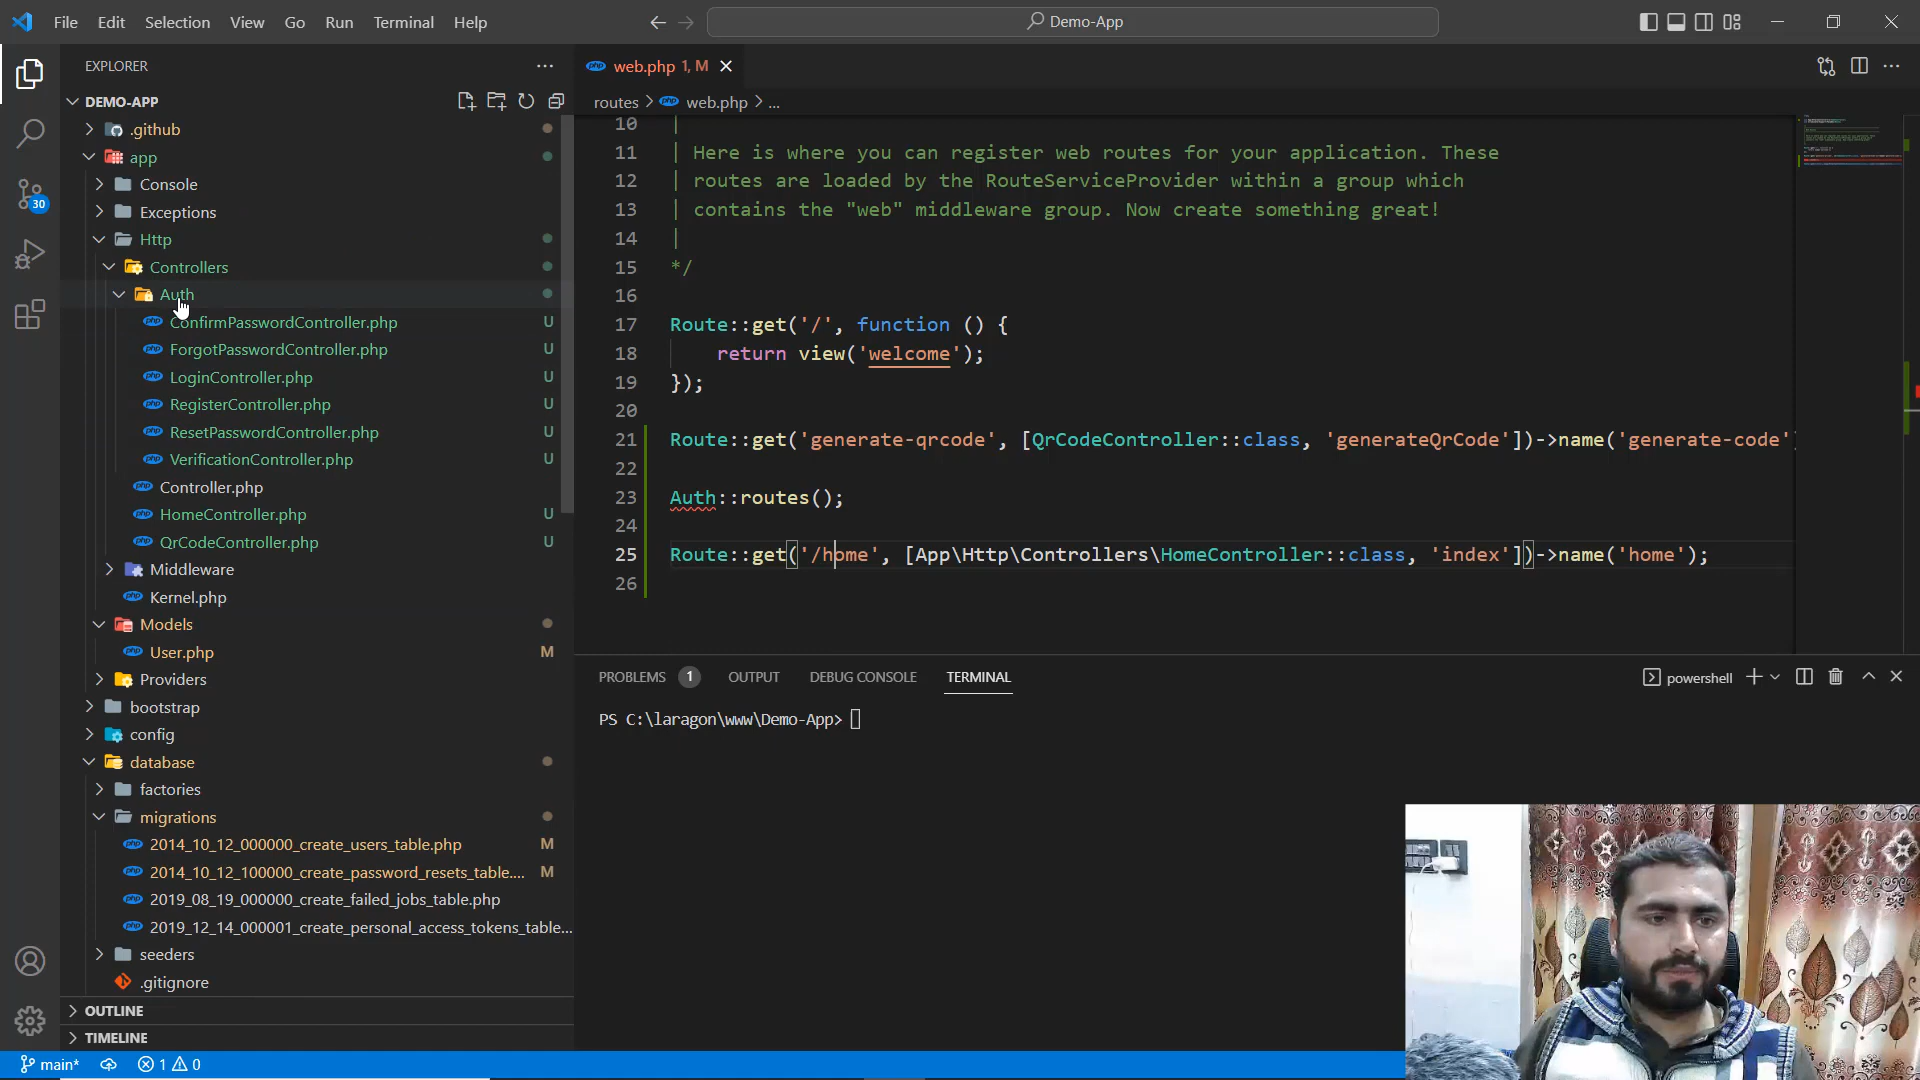 File Edit Selection View Go Run Terminal Help
Demo-App
EXPLORER
DEMO-APP
.github
app
Console
Exceptions
Http
Controllers
Auth
ConfirmPasswordController.php U
ForgotPasswordController.php U
LoginController.php U
RegisterController.php U
ResetPasswordController.php U
VerificationController.php U
Controller.php
HomeController.php U
QrCodeController.php U
Middleware
Kernel.php
Models
User.php M
Providers
bootstrap
config
database
factories
migrations
2014_10_12_000000_create_users_table.php M
2014_10_12_100000_create_password_resets_table.... M
2019_08_19_000000_create_failed_jobs_table.php
2019_12_14_000001_create_personal_access_tokens_table...
seeders
.gitignore
OUTLINE
TIMELINE
30
web.php 1, M
routes > web.php > ...
10 |
11 | Here is where you can register web routes for your application. These
12 | routes are loaded by the RouteServiceProvider within a group which
13 | contains the "web" middleware group. Now create something great!
14 |
15 */
16
17 Route::get('/', function () {
18 return view('welcome');
19 });
20
21 Route::get('generate-qrcode', [QrCodeController::class, 'generateQrCode'])->name('generate-code')
22
23 Auth::routes();
24
25 Route::get('/home', [App\Http\Controllers\HomeController::class, 'index'])->name('home');
26
PROBLEMS 1 OUTPUT DEBUG CONSOLE TERMINAL
powershell
PS C:\laragon\www\Demo-App>
main* 1 0